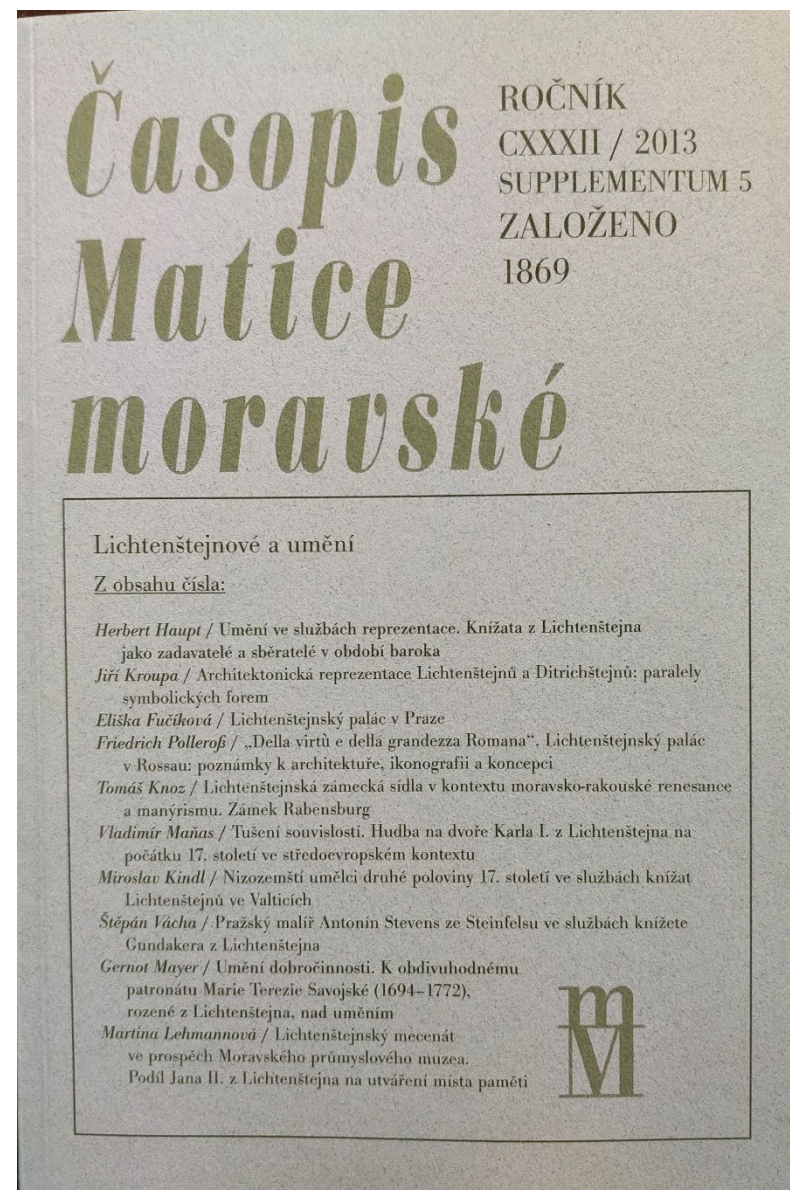 Časopis
Matice
moravské
ROČNÍK
CXXXII / 2013
SUPPLEMENTUM 5
ZALOŽENO
1869
Lichtenštejnové a umění
Z obsahu čísla:
Herbert Haupt / Umění ve službách reprezentace. Knížata z Lichtenštejna
jako zadavatelé a sběratelé v období baroka
Jiří Kroupa / Architektonická reprezentace Lichtenštejnů a Ditrichštejnů: paralely
symbolických forem
Eliška Fučíková / Lichtenštejnský palác v Praze
Friedrich Polleroß / „Della virtù e della grandezza Romana“. Lichtenštejnský palác
v Rossau: poznámky k architektuře, ikonografii a koncepci
Tomáš Knoz / Lichtenštejnská zámecká sídla v kontextu moravsko-rakouské renesance
a manýrismu. Zámek Rabensburg
Vladimír Maňas / Tušení souvislostí. Hudba na dvoře Karla I. z Lichtenštejna na
počátku 17. století ve středoevropském kontextu
Miroslav Kindl / Nizozemští umělci druhé poloviny 17. století ve službách knížat
Lichtenštejnů ve Valticích
Štěpán Vácha / Pražský malíř Antonín Stevens ze Steinfelsu ve službách knížete
Gundakera z Lichtenštejna
Gernot Mayer / Umění dobročinnosti. K obdivuhodnému
patronátu Marie Terezie Savojské (1694–1772),
rozené z Lichtenštejna, nad uměním
Martina Lehmannová / Lichtenštejnský mecenát
ve prospěch Moravského průmyslového muzea.
Podíl Jana II. z Lichtenštejna na utváření místa paměti
mM